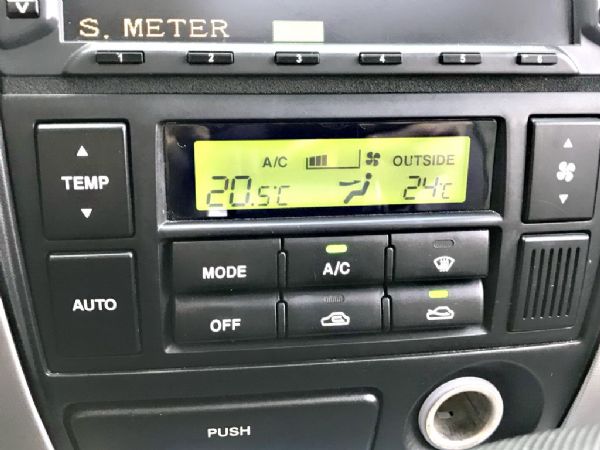 S. METER
1 2 3 4 5 6
A/C OUTSIDE
TEMP
20.5°C 24°C
MODE A/C
AUTO
OFF
PUSH